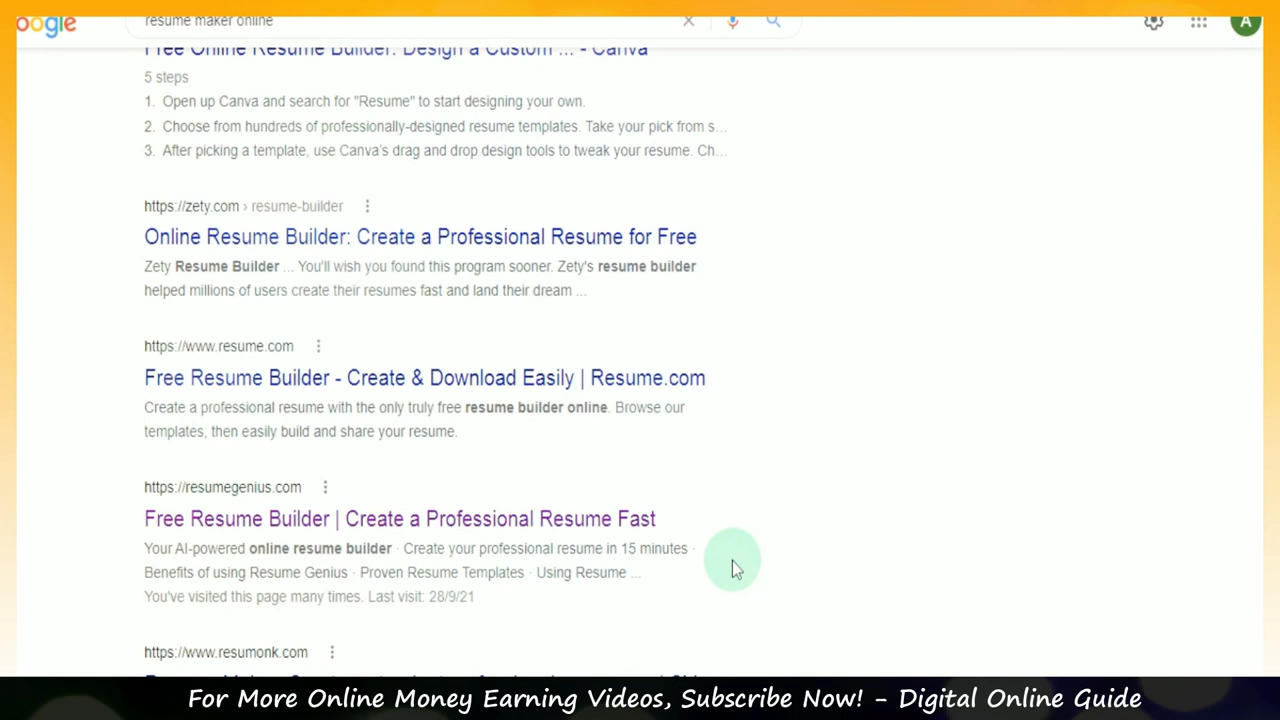 oogle
resume maker online
A
Free Online Resume Builder: Design a Custom ... - Canva
5 steps
1. Open up Canva and search for "Resume" to start designing your own.
2. Choose from hundreds of professionally-designed resume templates. Take your pick from s...
3. After picking a template, use Canva's drag and drop design tools to tweak your resume. Ch...
https://zety.com › resume-builder
Online Resume Builder: Create a Professional Resume for Free
Zety Resume Builder ... You'll wish you found this program sooner. Zety's resume builder
helped millions of users create their resumes fast and land their dream ...
https://www.resume.com
Free Resume Builder - Create & Download Easily | Resume.com
Create a professional resume with the only truly free resume builder online. Browse our
templates, then easily build and share your resume.
https://resumegenius.com
Free Resume Builder | Create a Professional Resume Fast
Your AI-powered online resume builder · Create your professional resume in 15 minutes ·
Benefits of using Resume Genius · Proven Resume Templates · Using Resume ...
You've visited this page many times. Last visit: 28/9/21
https://www.resumonk.com
For More Online Money Earning Videos, Subscribe Now! - Digital Online Guide